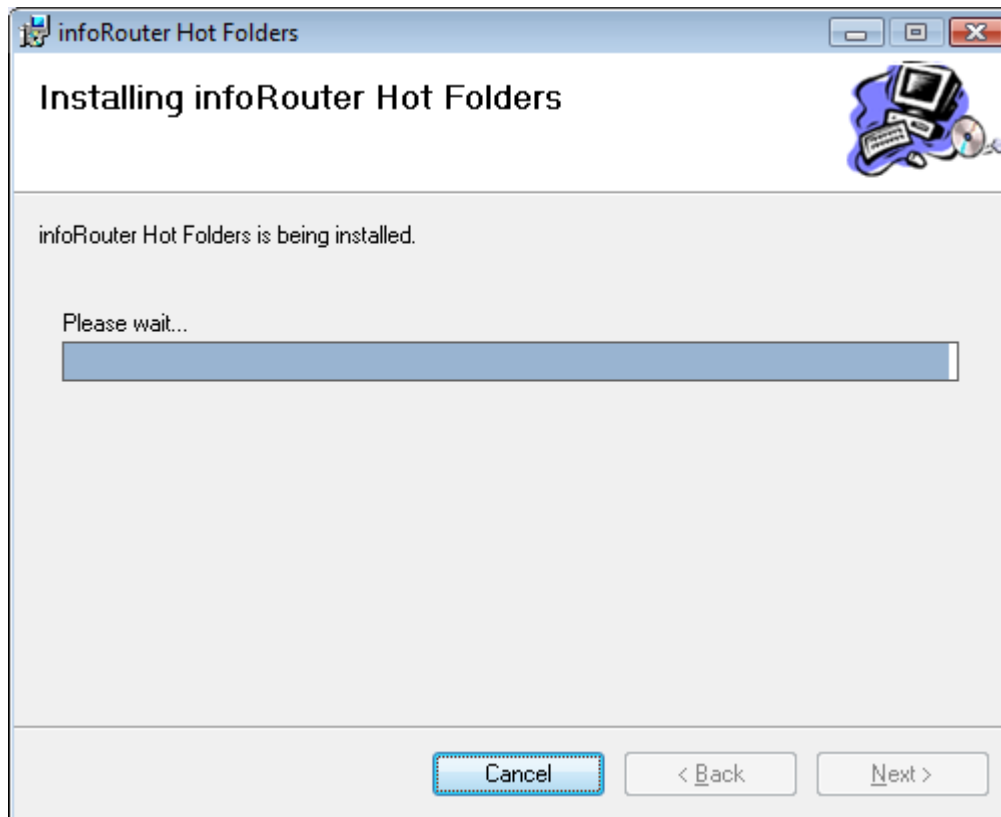 infoRouter Hot Folders
Installing infoRouter Hot Folders
infoRouter Hot Folders is being installed.
Please wait...
Cancel
< Back
Next >